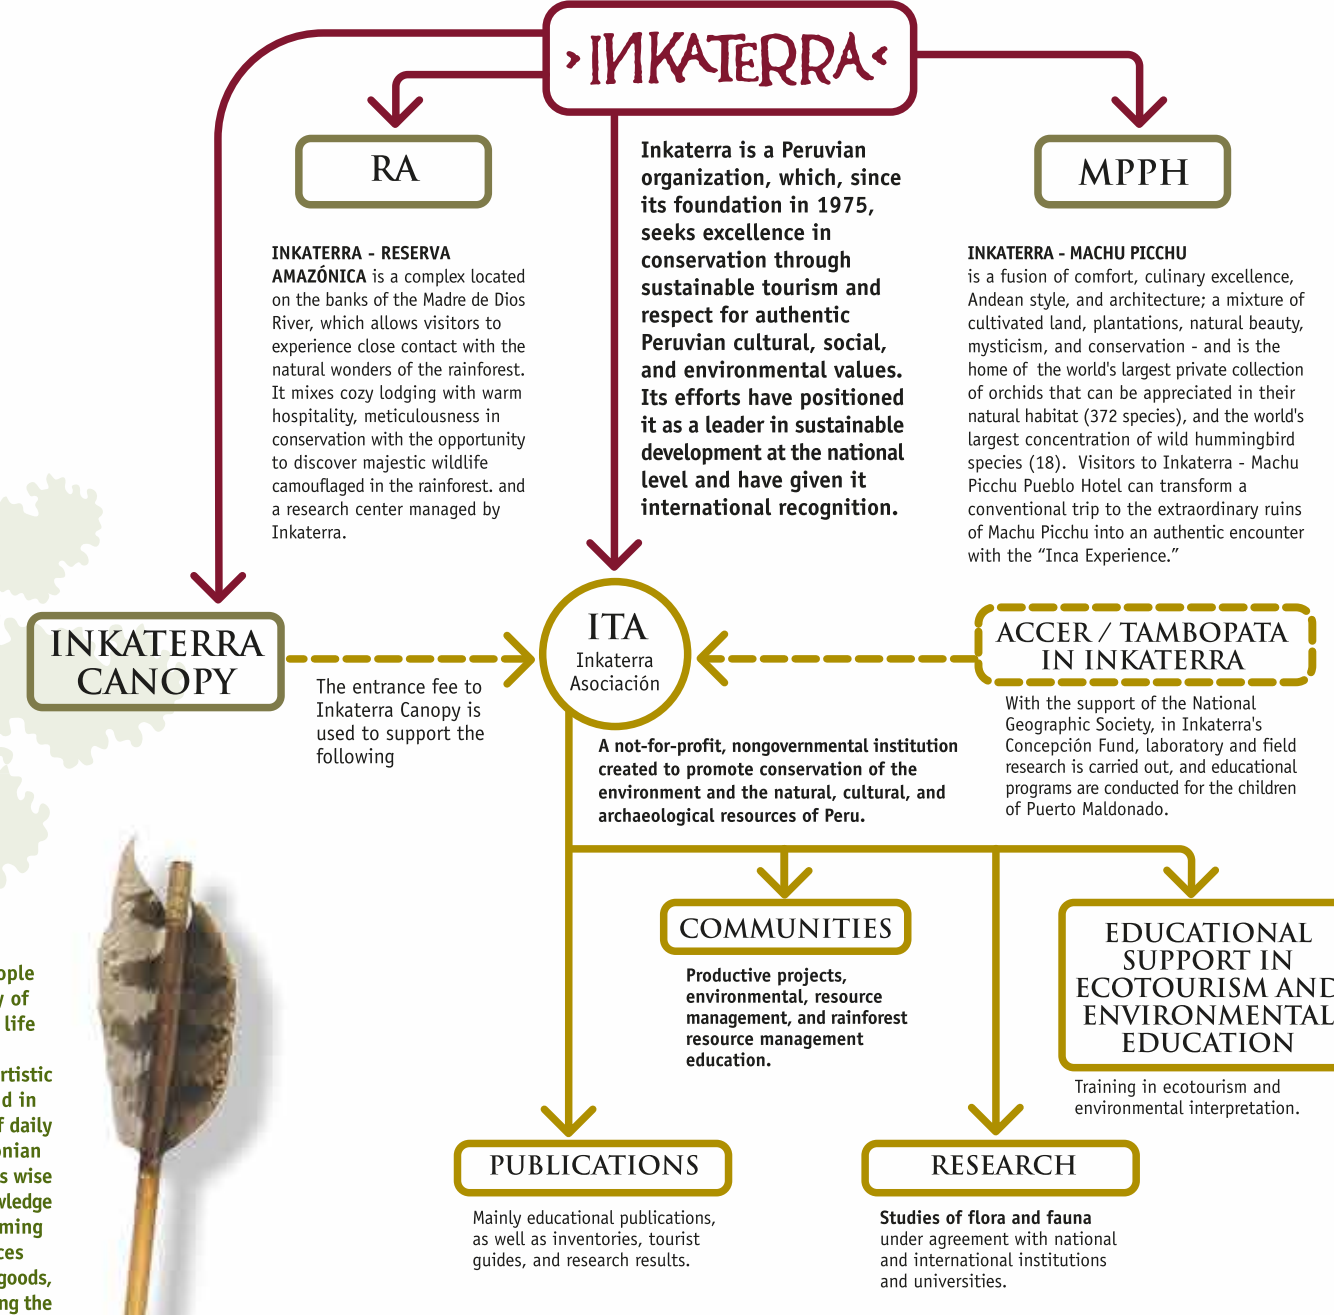 ›INKATERRA‹
RA
MPPH
Inkaterra is a Peruvian
organization, which, since
its foundation in 1975,
seeks excellence in
conservation through
sustainable tourism and
respect for authentic
Peruvian cultural, social,
and environmental values.
Its efforts have positioned
it as a leader in sustainable
development at the national
level and have given it
international recognition.
INKATERRA - RESERVA
AMAZÓNICA is a complex located
on the banks of the Madre de Dios
River, which allows visitors to
experience close contact with the
natural wonders of the rainforest.
It mixes cozy lodging with warm
hospitality, meticulousness in
conservation with the opportunity
to discover majestic wildlife
camouflaged in the rainforest. and
a research center managed by
Inkaterra.
INKATERRA - MACHU PICCHU
is a fusion of comfort, culinary excellence,
Andean style, and architecture; a mixture of
cultivated land, plantations, natural beauty,
mysticism, and conservation - and is the
home of  the world's largest private collection
of orchids that can be appreciated in their
natural habitat (372 species), and the world's
largest concentration of wild hummingbird
species (18).  Visitors to Inkaterra - Machu
Picchu Pueblo Hotel can transform a
conventional trip to the extraordinary ruins
of Machu Picchu into an authentic encounter
with the “Inca Experience.”
INKATERRA
CANOPY
The entrance fee to
Inkaterra Canopy is
used to support the
following
ITA
Inkaterra
Asociación
ACCER / TAMBOPATA
IN INKATERRA
With the support of the National
Geographic Society, in Inkaterra's
Concepción Fund, laboratory and field
research is carried out, and educational
programs are conducted for the children
of Puerto Maldonado.
A not-for-profit, nongovernmental institution
created to promote conservation of the
environment and the natural, cultural, and
archaeological resources of Peru.
COMMUNITIES
Productive projects,
environmental, resource
management, and rainforest
resource management
education.
EDUCATIONAL
SUPPORT IN
ECOTOURISM AND
ENVIRONMENTAL
EDUCATION
Training in ecotourism and
environmental interpretation.
PUBLICATIONS
Mainly educational publications,
as well as inventories, tourist
guides, and research results.
RESEARCH
Studies of flora and fauna
under agreement with national
and international institutions
and universities.
ople
y of
life
rtistic
d in
f daily
onian
s wise
wledge
ming
ces
goods,
ng the